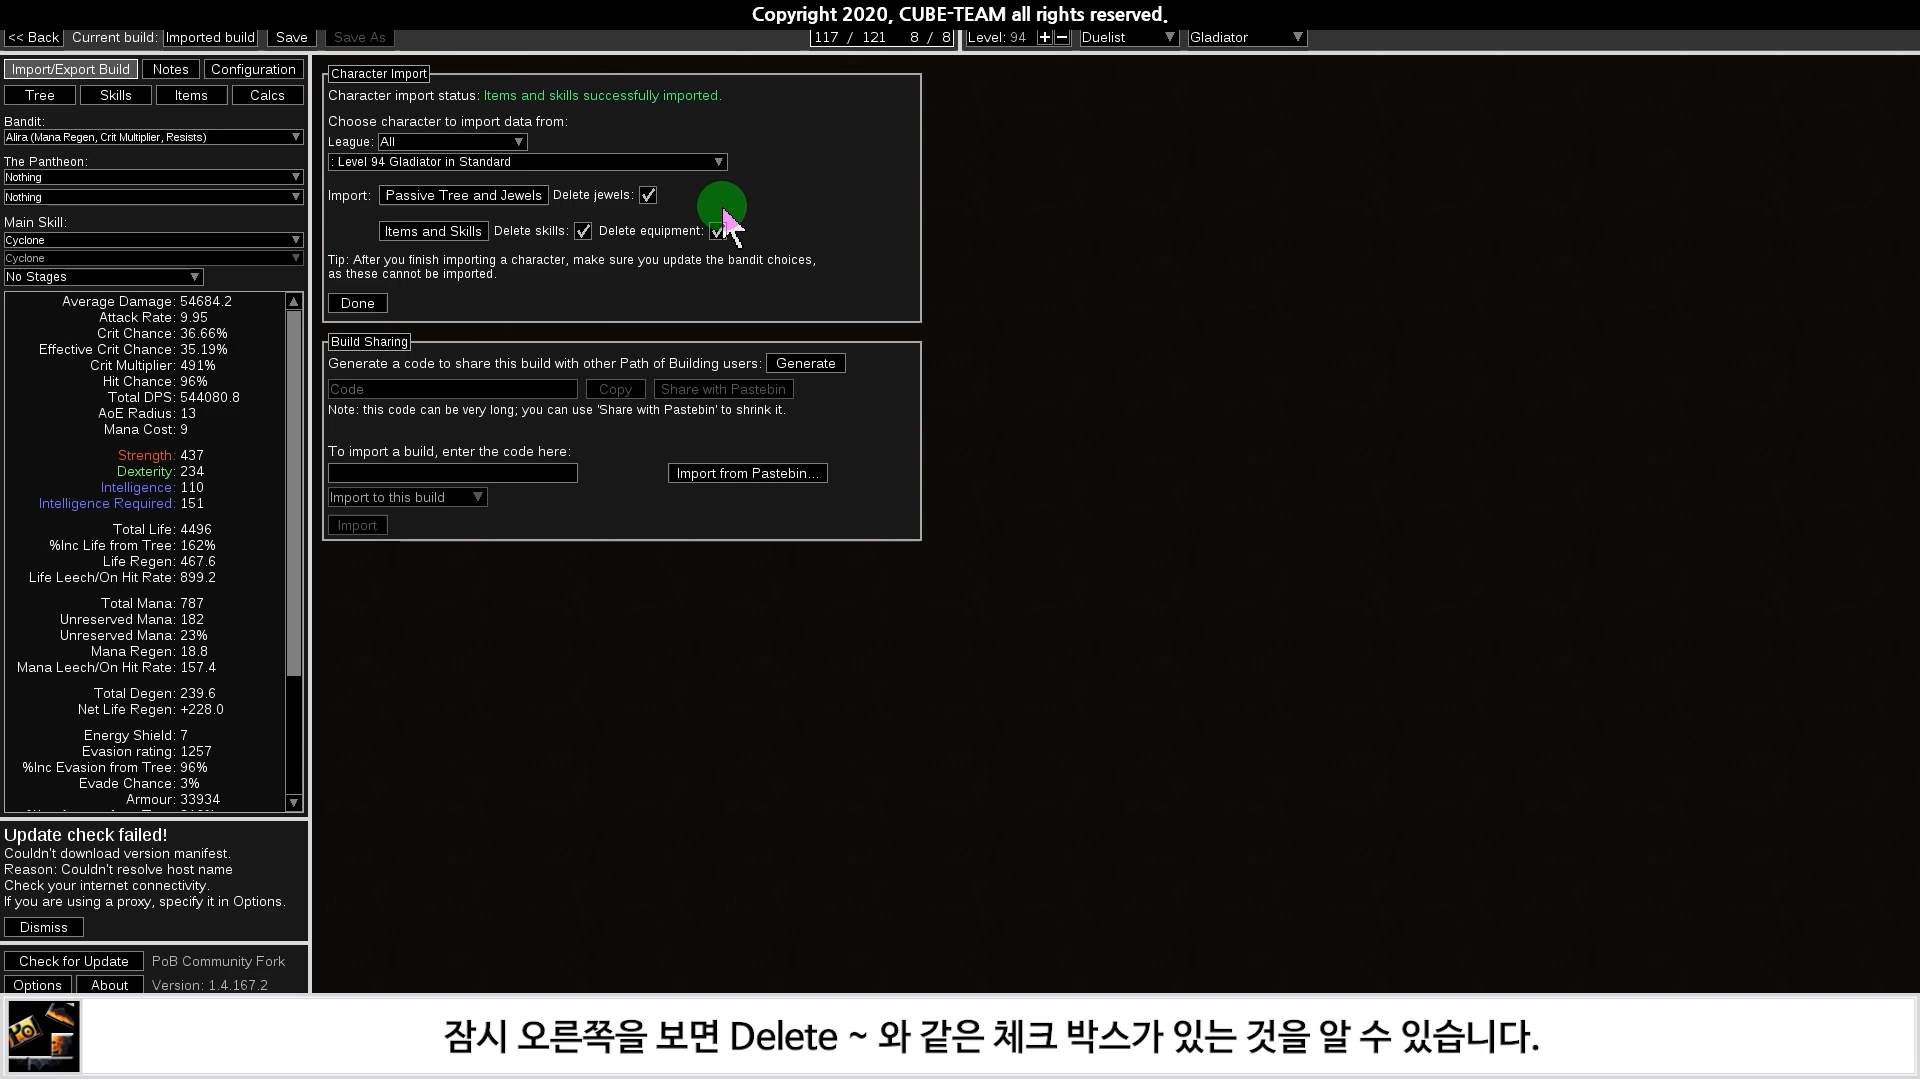 Copyright 2020, CUBE-TEAM all rights reserved.
<< Back Current build: Imported build Save Save As 117 / 121 8 / 8 Level: 94 + − Duelist Gladiator
Import/Export Build Notes Configuration
Tree Skills Items Calcs
Bandit:
Alira (Mana Regen, Crit Multiplier, Resists)
The Pantheon:
Nothing
Nothing
Main Skill:
Cyclone
Cyclone
No Stages
Average Damage: 54684.2
Attack Rate: 9.95
Crit Chance: 36.66%
Effective Crit Chance: 35.19%
Crit Multiplier: 491%
Hit Chance: 96%
Total DPS: 544080.8
AoE Radius: 13
Mana Cost: 9
Strength: 437
Dexterity: 234
Intelligence: 110
Intelligence Required: 151
Total Life: 4496
%Inc Life from Tree: 162%
Life Regen: 467.6
Life Leech/On Hit Rate: 899.2
Total Mana: 787
Unreserved Mana: 182
Unreserved Mana: 23%
Mana Regen: 18.8
Mana Leech/On Hit Rate: 157.4
Total Degen: 239.6
Net Life Regen: +228.0
Energy Shield: 7
Evasion rating: 1257
%Inc Evasion from Tree: 96%
Evade Chance: 3%
Armour: 33934
Update check failed!
Couldn't download version manifest.
Reason: Couldn't resolve host name
Check your internet connectivity.
If you are using a proxy, specify it in Options.
Dismiss
Check for Update PoB Community Fork
Options About Version: 1.4.167.2
Character Import
Character import status: Items and skills successfully imported.
Choose character to import data from:
League: All
: Level 94 Gladiator in Standard
Import: Passive Tree and Jewels Delete jewels:
Items and Skills Delete skills: Delete equipment:
Tip: After you finish importing a character, make sure you update the bandit choices,
as these cannot be imported.
Done
Build Sharing
Generate a code to share this build with other Path of Building users: Generate
Code Copy Share with Pastebin
Note: this code can be very long; you can use 'Share with Pastebin' to shrink it.
To import a build, enter the code here:
Import from Pastebin...
Import to this build
Import
잠시 오른쪽을 보면 Delete ~ 와 같은 체크 박스가 있는 것을 알 수 있습니다.